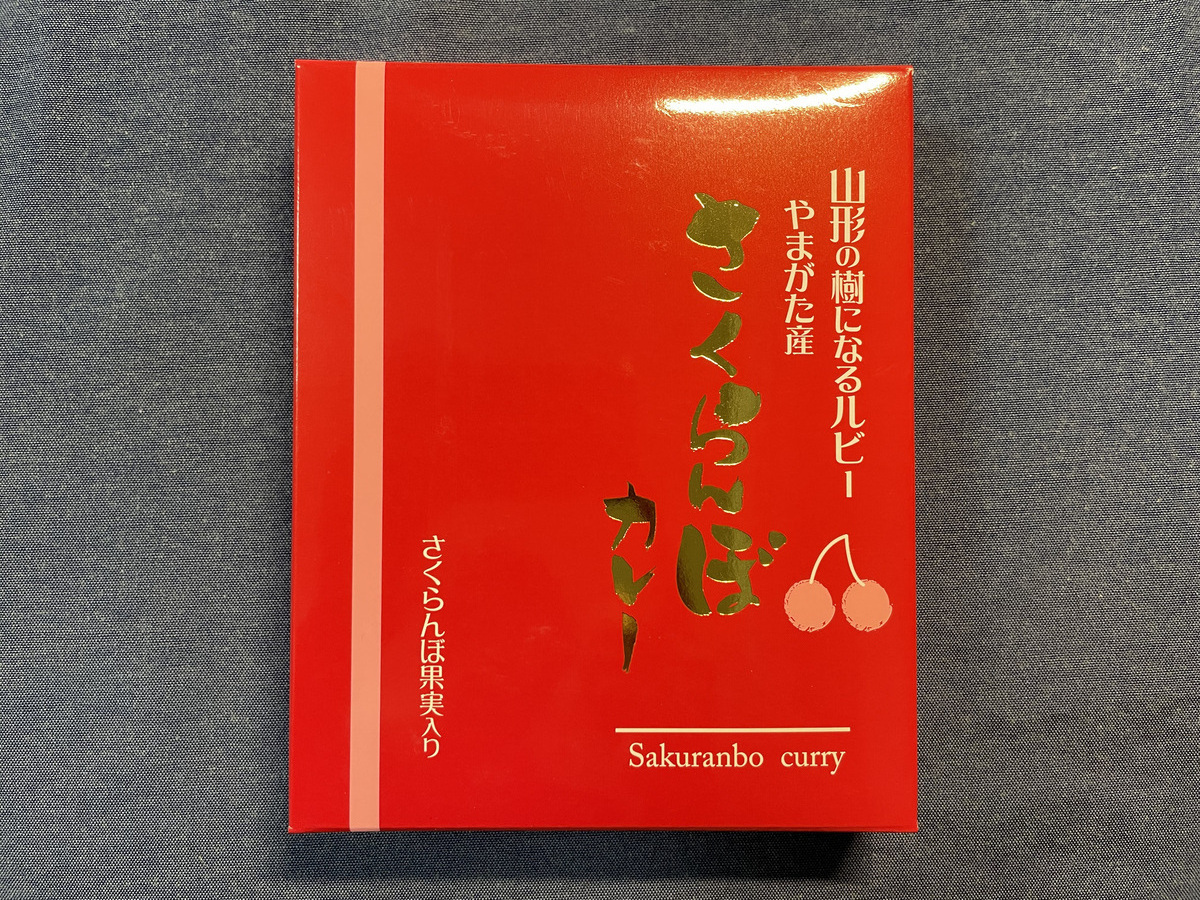 山形の樹になるルビー
やまがた産
さくらんぼ
カレー
さくらんぼ果実入り
Sakuranbo curry